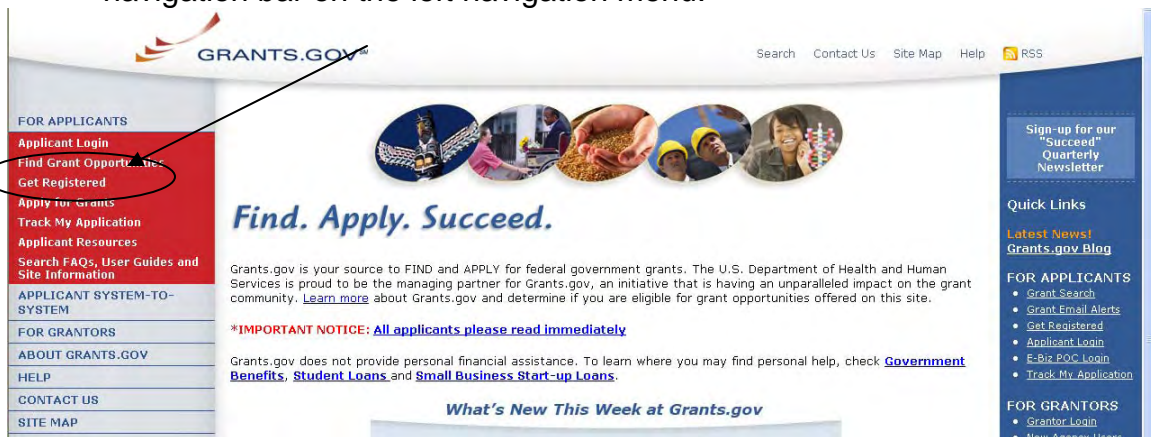 navigation bar on the left navigation menu.
GRANTS.GOV℠
Search Contact Us Site Map Help RSS
FOR APPLICANTS
Applicant Login
Find Grant Opportunities
Get Registered
Apply for Grants
Track My Application
Applicant Resources
Search FAQs, User Guides and
Site Information
APPLICANT SYSTEM-TO-
SYSTEM
FOR GRANTORS
ABOUT GRANTS.GOV
HELP
CONTACT US
SITE MAP
Find. Apply. Succeed.
Grants.gov is your source to FIND and APPLY for federal government grants. The U.S. Department of Health and Human
Services is proud to be the managing partner for Grants.gov, an initiative that is having an unparalleled impact on the grant
community. Learn more about Grants.gov and determine if you are eligible for grant opportunities offered on this site.
*IMPORTANT NOTICE: All applicants please read immediately
Grants.gov does not provide personal financial assistance. To learn where you may find personal help, check Government
Benefits, Student Loans and Small Business Start-up Loans.
What's New This Week at Grants.gov
Sign-up for our
"Succeed"
Quarterly
Newsletter
Quick Links
Latest News!
Grants.gov Blog
FOR APPLICANTS
Grant Search
Grant Email Alerts
Get Registered
Applicant Login
E-Biz POC Login
Track My Application
FOR GRANTORS
Grantor Login
New Agency Users